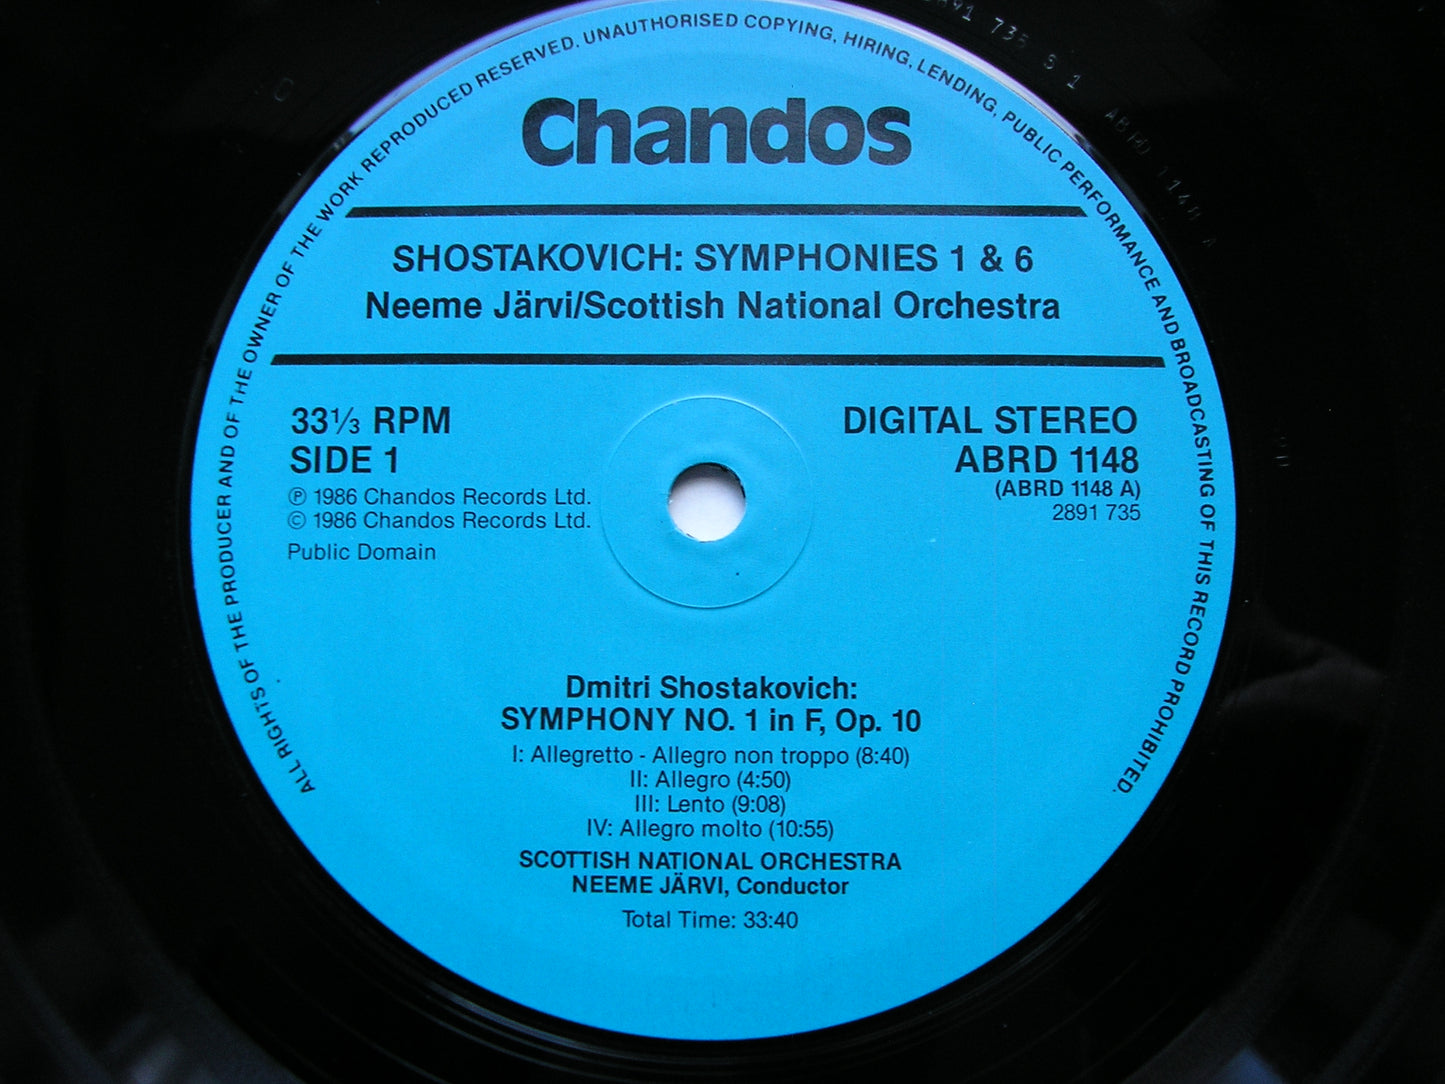 ALL RIGHTS OF THE PRODUCER AND OF THE OWNER OF THE WORK REPRODUCED RESERVED. UNAUTHORISED COPYING, HIRING, LENDING, PUBLIC PERFORMANCE AND BROADCASTING OF THIS RECORD PROHIBITED.
Chandos
SHOSTAKOVICH: SYMPHONIES 1 & 6
Neeme Järvi/Scottish National Orchestra
33⅓ RPM
SIDE 1
℗ 1986 Chandos Records Ltd.
© 1986 Chandos Records Ltd.
Public Domain
DIGITAL STEREO
ABRD 1148
(ABRD 1148 A)
2891 735
Dmitri Shostakovich:
SYMPHONY NO. 1 in F, Op. 10
I: Allegretto - Allegro non troppo (8:40)
II: Allegro (4:50)
III: Lento (9:08)
IV: Allegro molto (10:55)
SCOTTISH NATIONAL ORCHESTRA
NEEME JÄRVI, Conductor
Total Time: 33:40
735 S 1
ABRD 1148 A